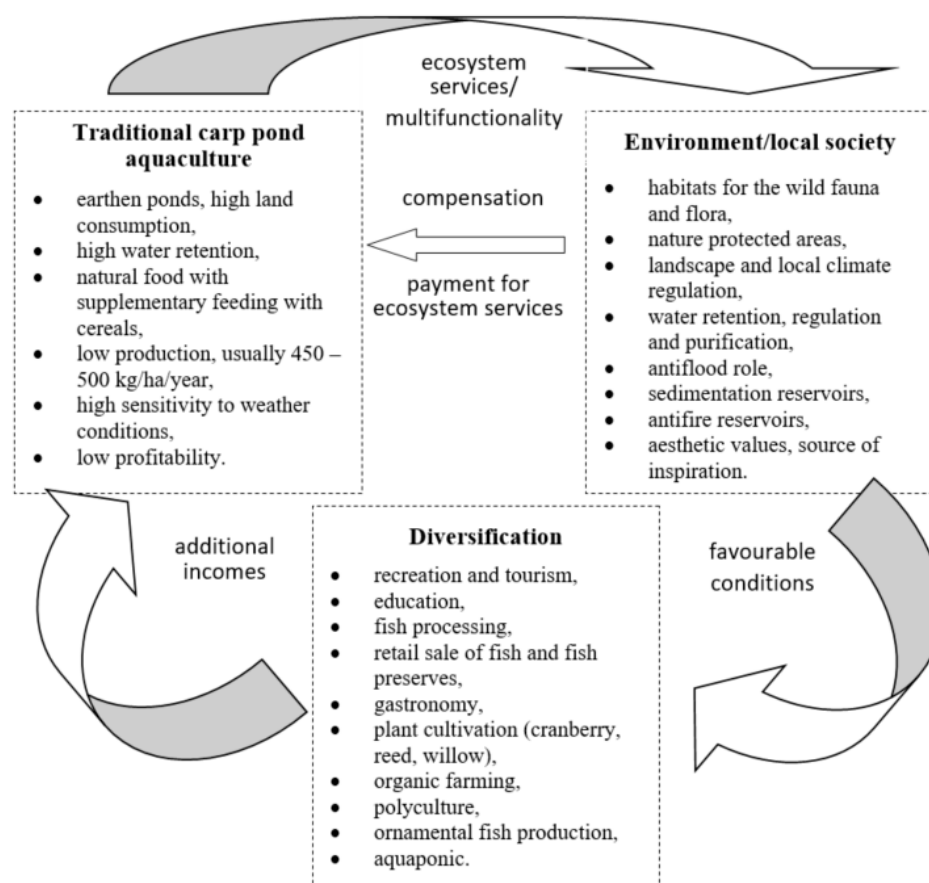 ecosystem
services/
multifunctionality
Traditional carp pond
aquaculture
• earthen ponds, high land
consumption,
• high water retention,
• natural food with
supplementary feeding with
cereals,
• low production, usually 450 –
500 kg/ha/year,
• high sensitivity to weather
conditions,
• low profitability.
compensation
payment for
ecosystem services
Environment/local society
• habitats for the wild fauna
and flora,
• nature protected areas,
• landscape and local climate
regulation,
• water retention, regulation
and purification,
• antiflood role,
• sedimentation reservoirs,
• antifire reservoirs,
• aesthetic values, source of
inspiration.
additional
incomes
Diversification
• recreation and tourism,
• education,
• fish processing,
• retail sale of fish and fish
preserves,
• gastronomy,
• plant cultivation (cranberry,
reed, willow),
• organic farming,
• polyculture,
• ornamental fish production,
• aquaponic.
favourable
conditions